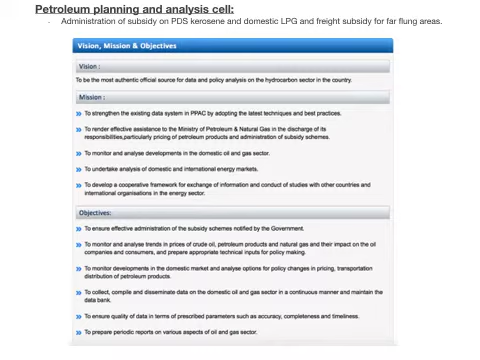 Petroleum planning and analysis cell:
- Administration of subsidy on PDS kerosene and domestic LPG and freight subsidy for far flung areas.
Vision, Mission & Objectives
Vision :
To be the most authentic official source for data and policy analysis on the hydrocarbon sector in the country.
Mission :
» To strengthen the existing data system in PPAC by adopting the latest techniques and best practices.
» To render effective assistance to the Ministry of Petroleum & Natural Gas in the discharge of its
responsibilities,particularly pricing of petroleum products and administration of subsidy schemes.
» To monitor and analyse developments in the domestic oil and gas sector.
» To undertake analysis of domestic and international energy markets.
» To develop a cooperative framework for exchange of information and conduct of studies with other countries and
international organisations in the energy sector.
Objectives:
» To ensure effective administration of the subsidy schemes notified by the Government.
» To monitor and analyse trends in prices of crude oil, petroleum products and natural gas and their impact on the oil
companies and consumers, and prepare appropriate technical inputs for policy making.
» To monitor developments in the domestic market and analyse options for policy changes in pricing, transportation
distribution of petroleum products.
» To collect, compile and disseminate data on the domestic oil and gas sector in a continuous manner and maintain the
data bank.
» To ensure quality of data in terms of prescribed parameters such as accuracy, completeness and timeliness.
» To prepare periodic reports on various aspects of oil and gas sector.